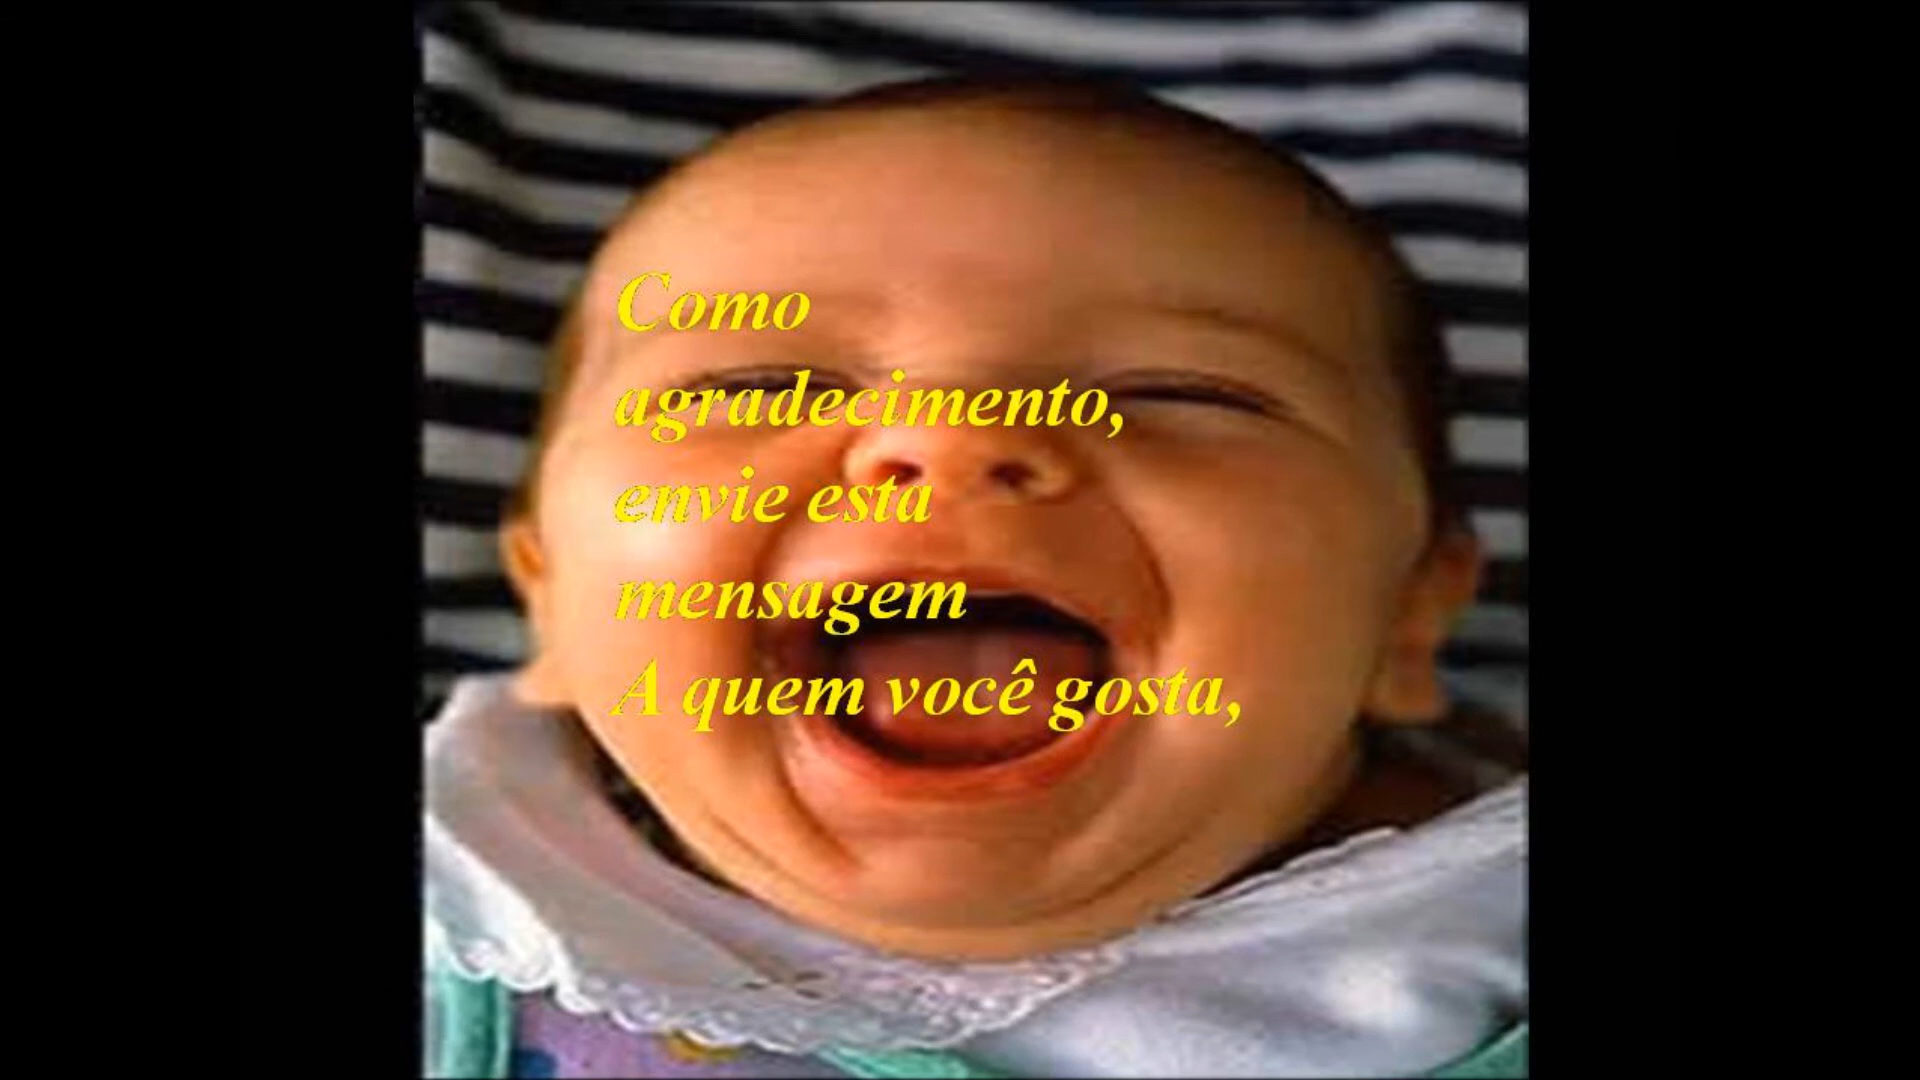 Como
agradecimento,
envie esta
mensagem
A quem você gosta,